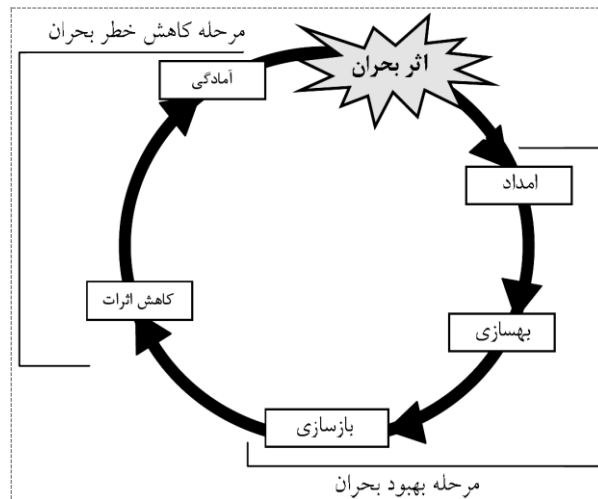 مرحله کاهش خطر بحران
اثر بحران
آمادگی
امداد
کاهش اثرات
بهسازی
بازسازی
مرحله بهبود بحران